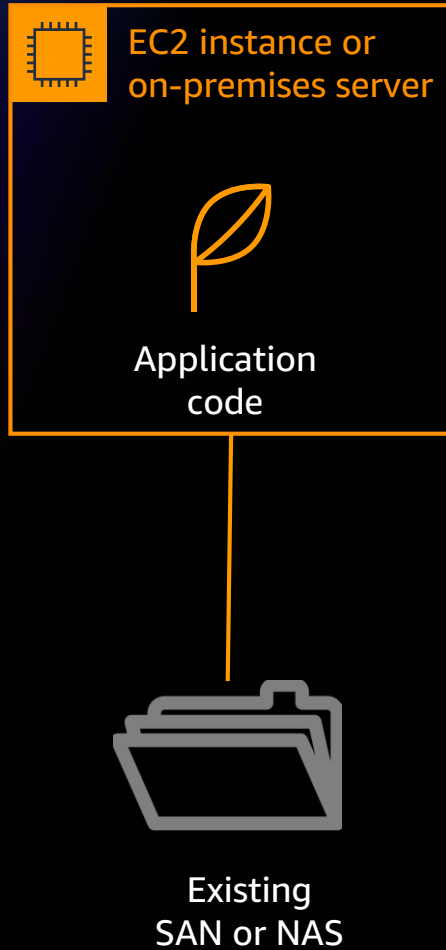 EC2 instance or
on-premises server
Application
code
Existing
SAN or NAS